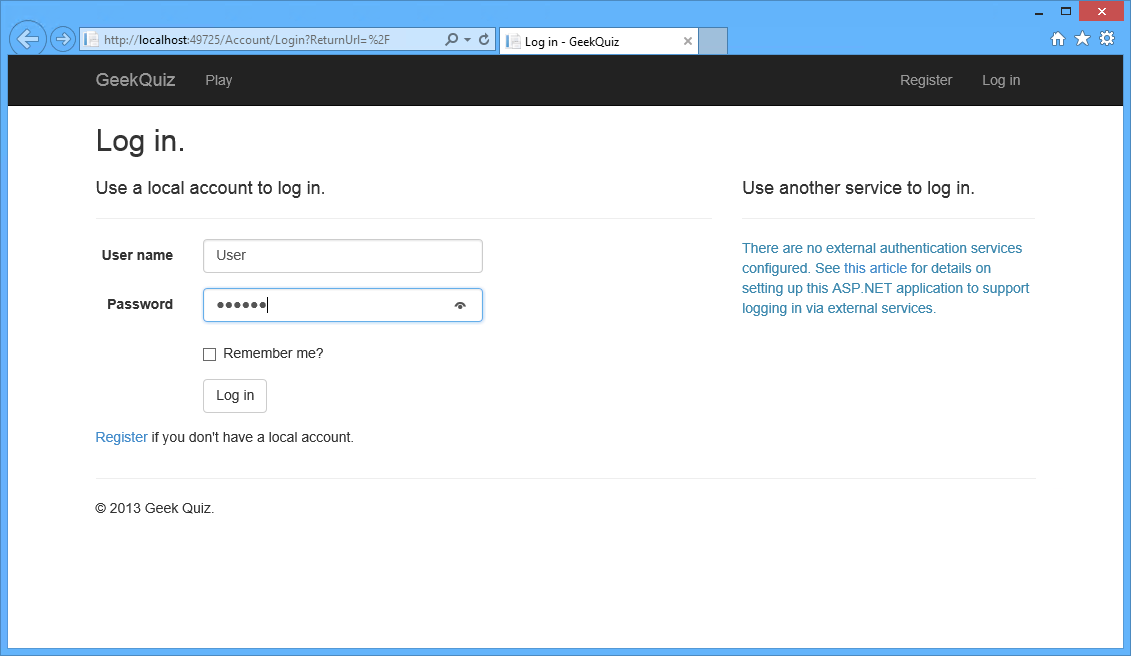 http://localhost:49725/Account/Login?ReturnUrl=%2F
Log in - GeekQuiz
GeekQuiz Play Register Log in
Log in.
Use a local account to log in.
User name User
Password ●●●●●●
Remember me?
Log in
Register if you don't have a local account.
Use another service to log in.
There are no external authentication services
configured. See this article for details on
setting up this ASP.NET application to support
logging in via external services.
© 2013 Geek Quiz.